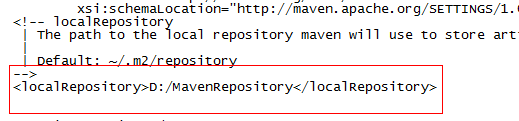 xsi:schemaLocation="http://maven.apache.org/SETTINGS/1.0
<!-- localRepository
| The path to the local repository maven will use to store art
|
| Default: ~/.m2/repository
-->
<localRepository>D:/MavenRepository</localRepository>